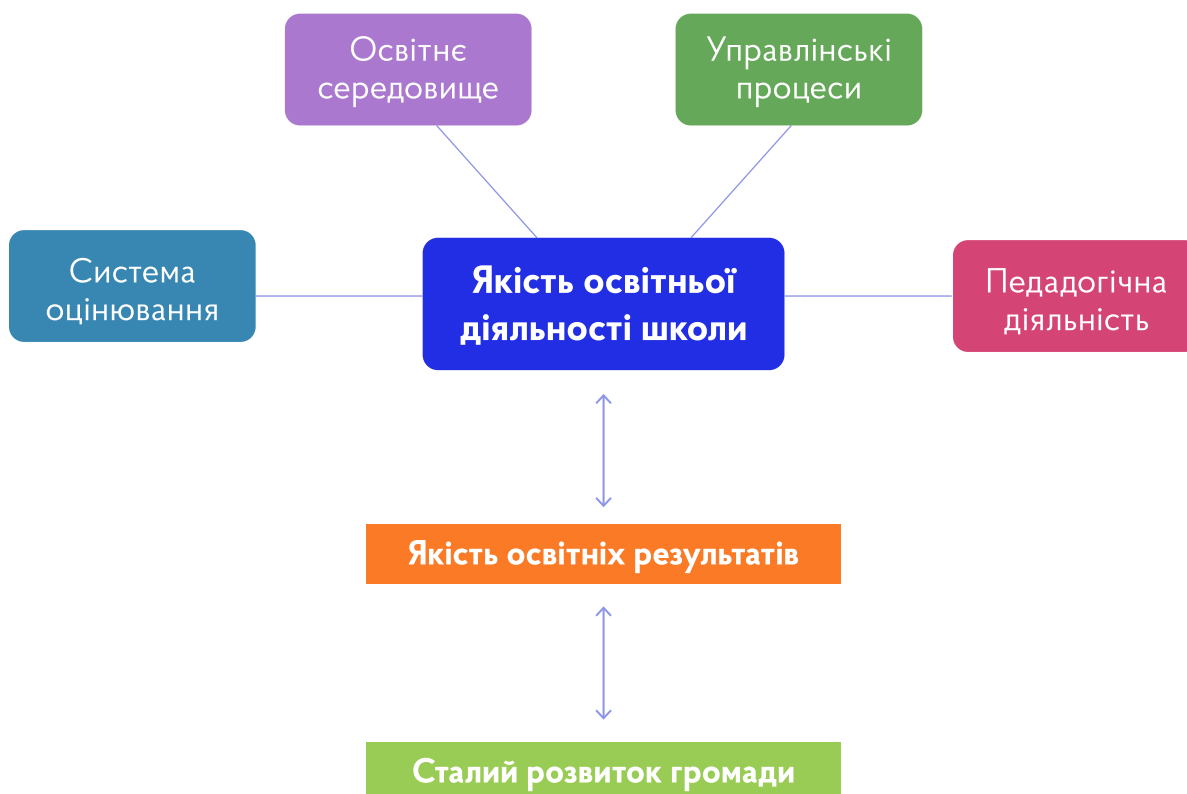 Освітнє
середовище
Управлінські
процеси
Система
оцінювання
Якість освітньої
діяльності школи
Педагогічна
діяльність
Якість освітніх результатів
Сталий розвиток громади